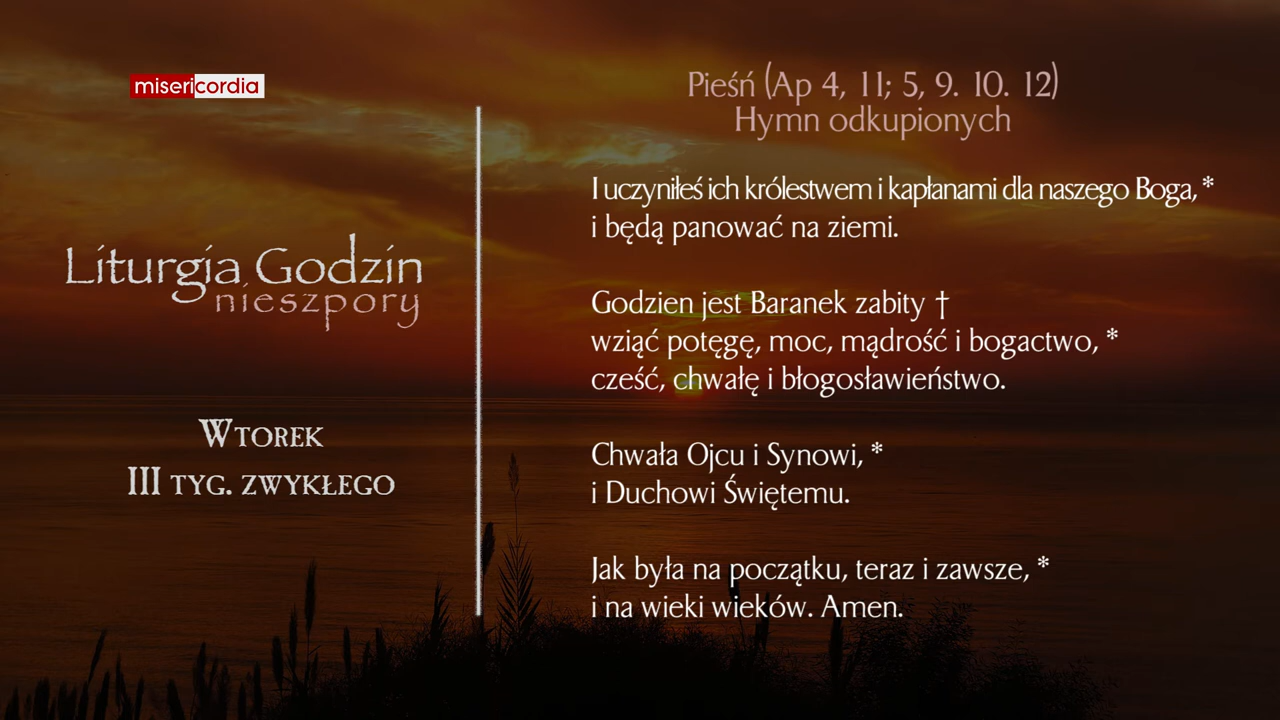 misericordia
Liturgia Godzin
nieszpory
Wtorek
III tyg. zwykłego
Pieśń (Ap 4, 11; 5, 9. 10. 12)
Hymn odkupionych
I uczyniłeś ich królestwem i kapłanami dla naszego Boga, *
i będą panować na ziemi.
Godzien jest Baranek zabity †
wziąć potęgę, moc, mądrość i bogactwo, *
cześć, chwałę i błogosławieństwo.
Chwała Ojcu i Synowi, *
i Duchowi Świętemu.
Jak była na początku, teraz i zawsze, *
i na wieki wieków. Amen.